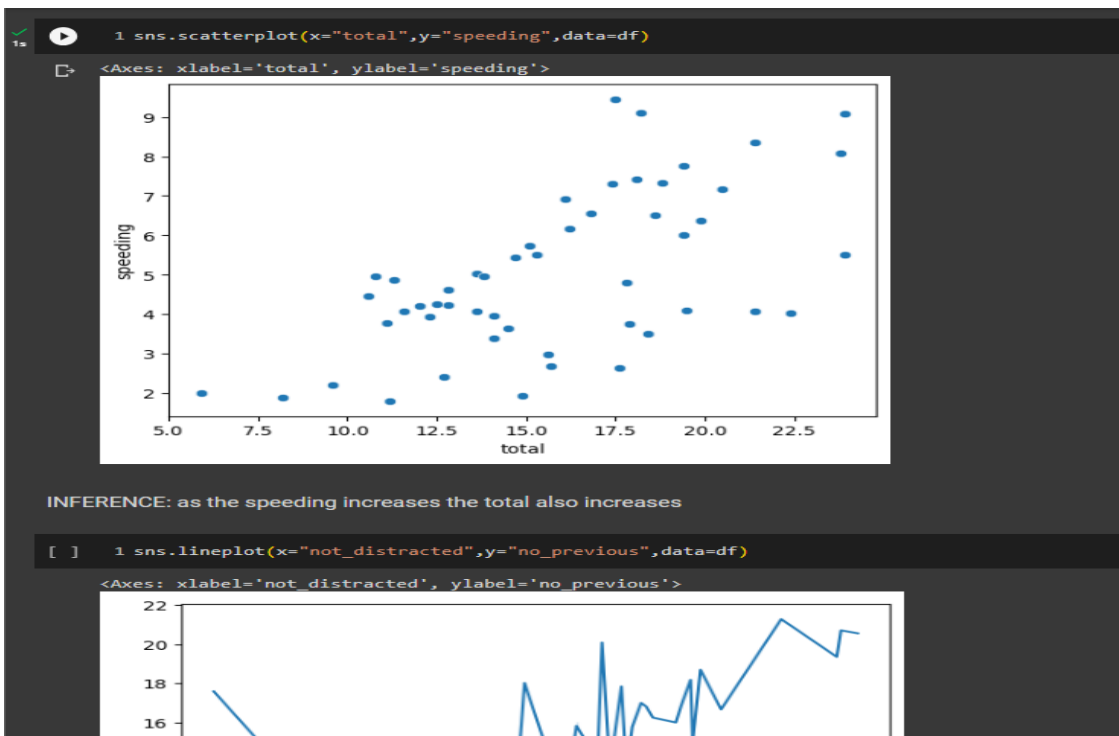 1s
1 sns.scatterplot(x="total",y="speeding",data=df)
<Axes: xlabel='total', ylabel='speeding'>
9
8
7
6
5
4
3
2
speeding
5.0 7.5 10.0 12.5 15.0 17.5 20.0 22.5
total
INFERENCE: as the speeding increases the total also increases
[ ] 1 sns.lineplot(x="not_distracted",y="no_previous",data=df)
<Axes: xlabel='not_distracted', ylabel='no_previous'>
22
20
18
16